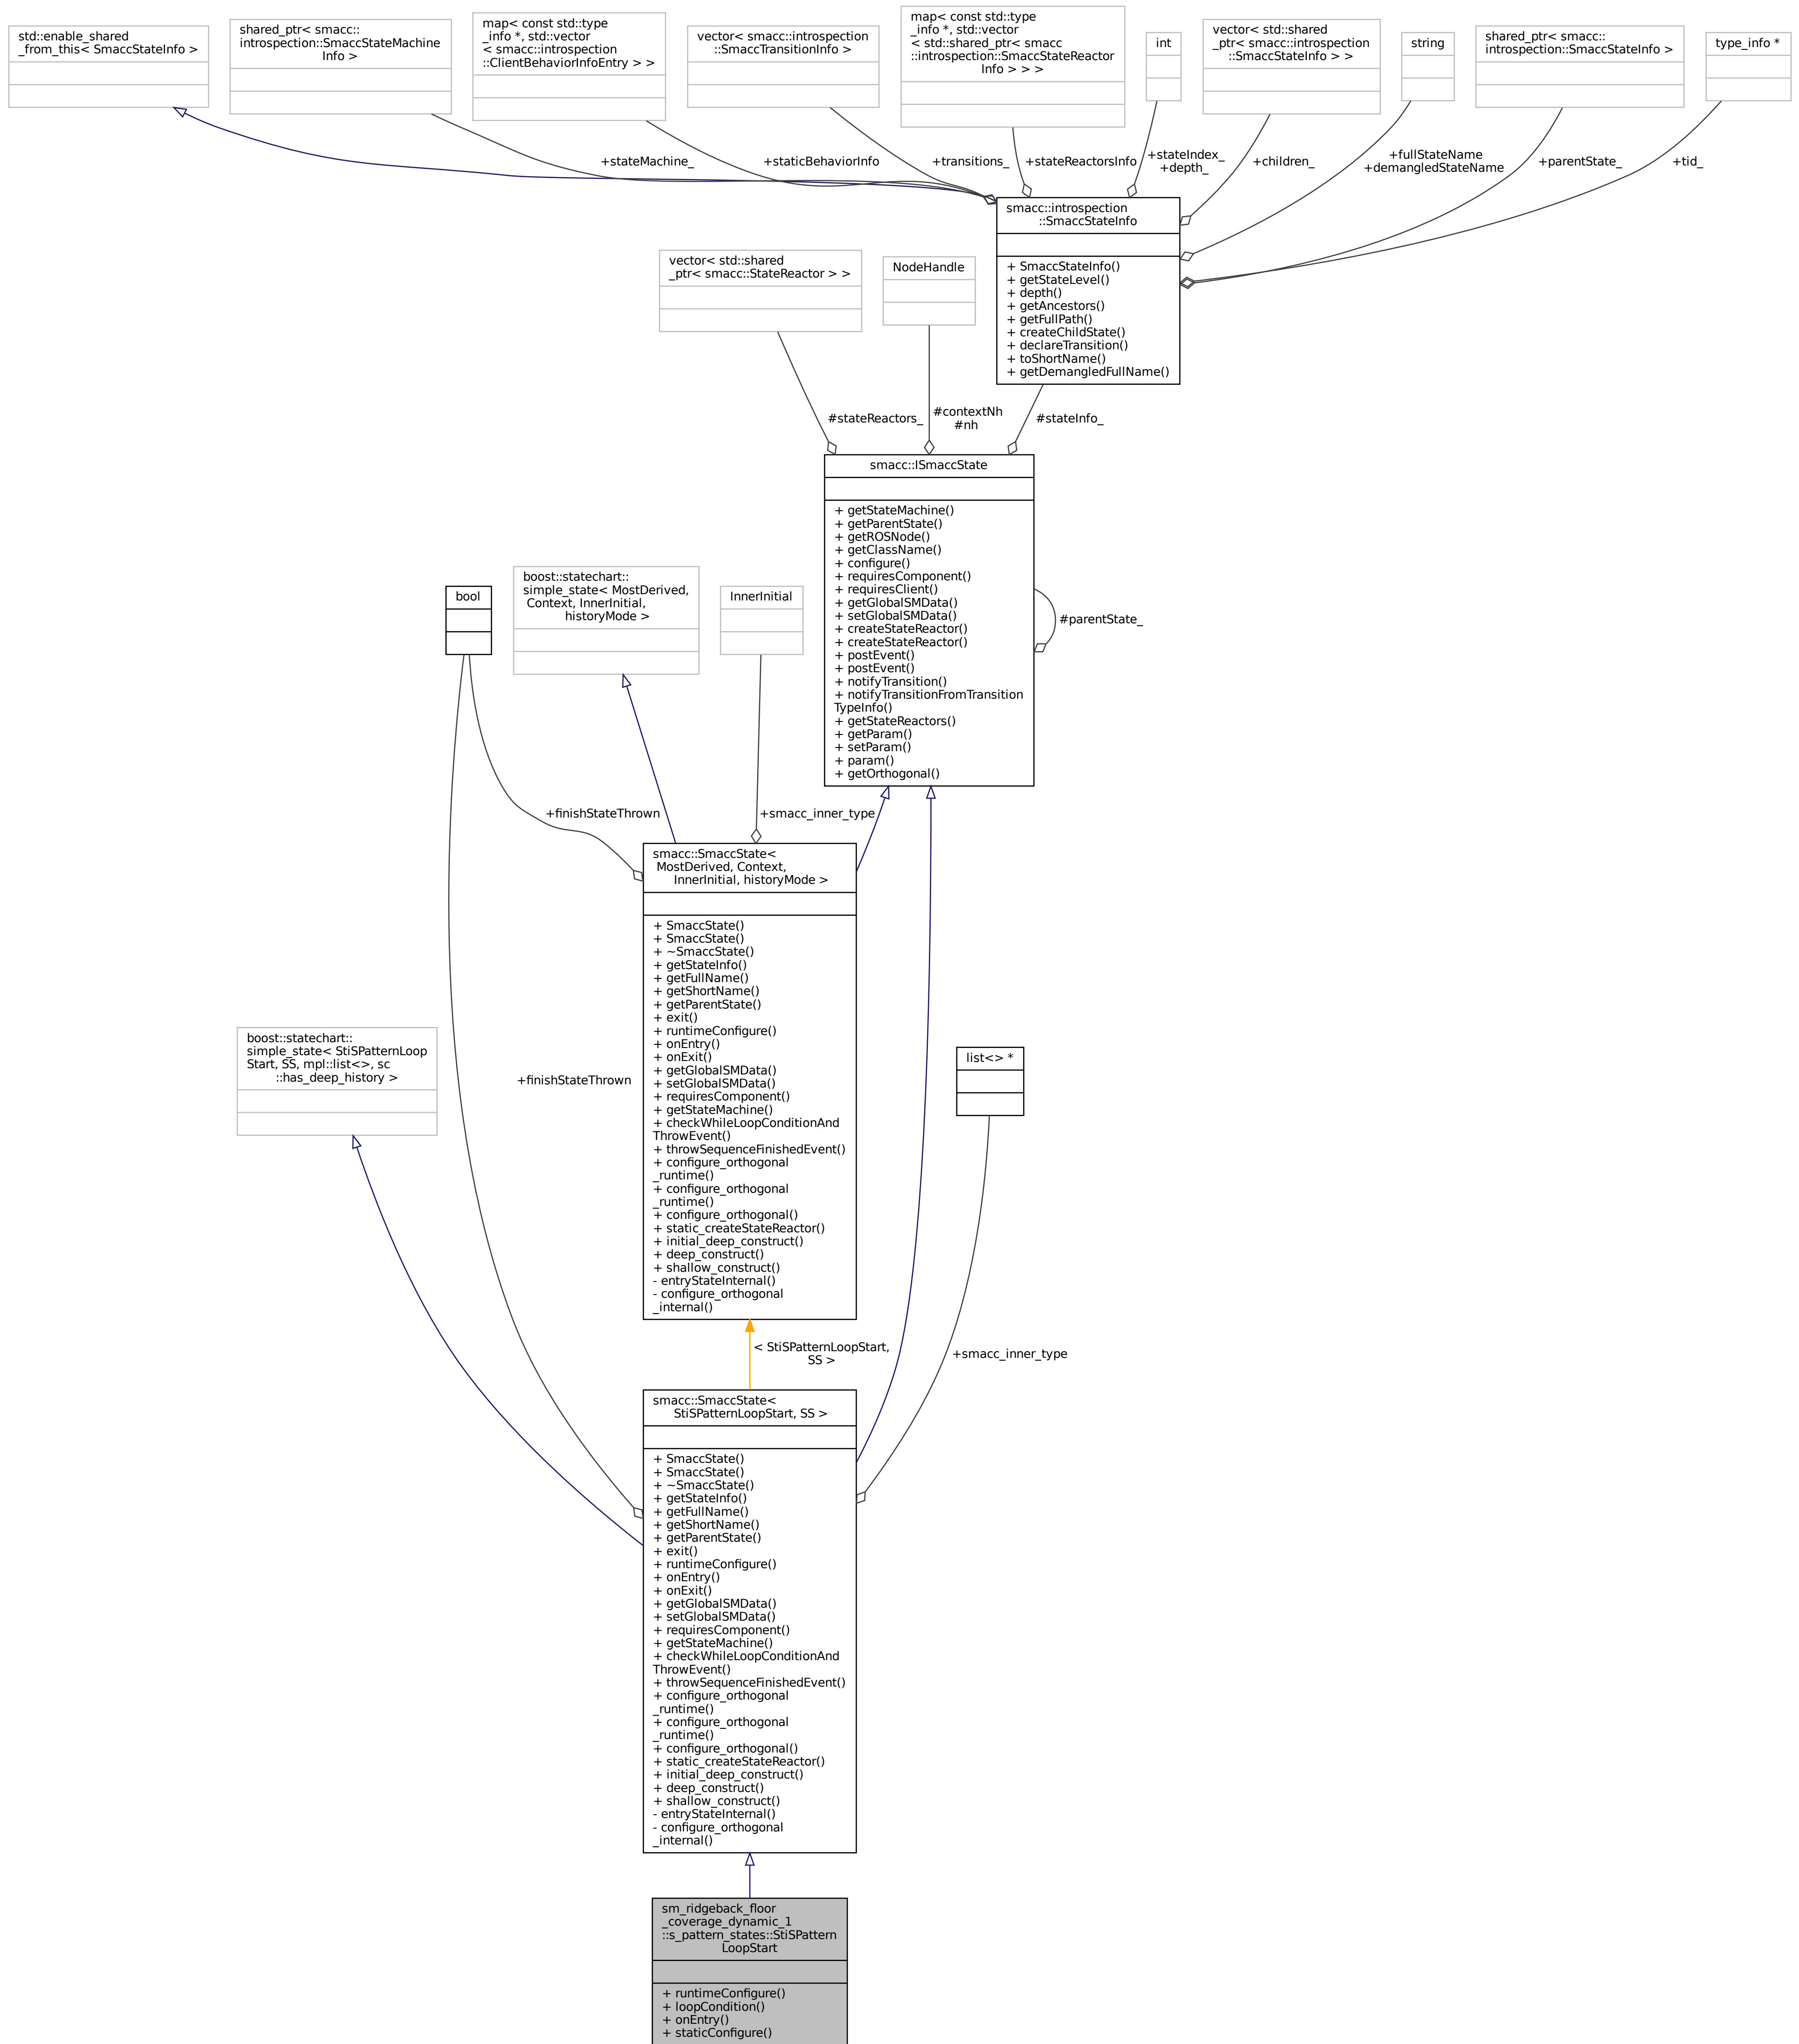 std::enable_shared
_from_this< SmaccStateInfo >
shared_ptr< smacc::
introspection::SmaccStateMachine
Info >
map< const std::type
_info *, std::vector
< smacc::introspection
::ClientBehaviorInfoEntry > >
vector< smacc::introspection
::SmaccTransitionInfo >
map< const std::type
_info *, std::vector
< std::shared_ptr< smacc
::introspection::SmaccStateReactor
Info > > >
int
vector< std::shared
_ptr< smacc::introspection
::SmaccStateInfo > >
string
shared_ptr< smacc::
introspection::SmaccStateInfo >
type_info *
+stateMachine_
+staticBehaviorInfo
+transitions_
+stateReactorsInfo
+stateIndex_
+depth_
+children_
+fullStateName
+demangledStateName
+parentState_
+tid_
smacc::introspection
::SmaccStateInfo
+ SmaccStateInfo()
+ getStateLevel()
+ depth()
+ getAncestors()
+ getFullPath()
+ createChildState()
+ declareTransition()
+ toShortName()
+ getDemangledFullName()
vector< std::shared
_ptr< smacc::StateReactor > >
NodeHandle
#stateReactors_
#contextNh
#nh
#stateInfo_
smacc::ISmaccState
+ getStateMachine()
+ getParentState()
+ getROSNode()
+ getClassName()
+ configure()
+ requiresComponent()
+ requiresClient()
+ getGlobalSMData()
+ setGlobalSMData()
+ createStateReactor()
+ createStateReactor()
+ postEvent()
+ postEvent()
+ notifyTransition()
+ notifyTransitionFromTransition
TypeInfo()
+ getStateReactors()
+ getParam()
+ setParam()
+ param()
+ getOrthogonal()
#parentState_
bool
boost::statechart::
simple_state< MostDerived,
Context, InnerInitial,
historyMode >
InnerInitial
+finishStateThrown
+smacc_inner_type
smacc::SmaccState<
MostDerived, Context,
InnerInitial, historyMode >
+ SmaccState()
+ SmaccState()
+ ~SmaccState()
+ getStateInfo()
+ getFullName()
+ getShortName()
+ getParentState()
+ exit()
+ runtimeConfigure()
+ onEntry()
+ onExit()
+ getGlobalSMData()
+ setGlobalSMData()
+ requiresComponent()
+ getStateMachine()
+ checkWhileLoopConditionAnd
ThrowEvent()
+ throwSequenceFinishedEvent()
+ configure_orthogonal
_runtime()
+ configure_orthogonal
_runtime()
+ configure_orthogonal()
+ static_createStateReactor()
+ initial_deep_construct()
+ deep_construct()
+ shallow_construct()
- entryStateInternal()
- configure_orthogonal
_internal()
boost::statechart::
simple_state< StiSPatternLoop
Start, SS, mpl::list<>, sc
::has_deep_history >
+finishStateThrown
list<> *
< StiSPatternLoopStart,
SS >
+smacc_inner_type
smacc::SmaccState<
StiSPatternLoopStart, SS >
+ SmaccState()
+ SmaccState()
+ ~SmaccState()
+ getStateInfo()
+ getFullName()
+ getShortName()
+ getParentState()
+ exit()
+ runtimeConfigure()
+ onEntry()
+ onExit()
+ getGlobalSMData()
+ setGlobalSMData()
+ requiresComponent()
+ getStateMachine()
+ checkWhileLoopConditionAnd
ThrowEvent()
+ throwSequenceFinishedEvent()
+ configure_orthogonal
_runtime()
+ configure_orthogonal
_runtime()
+ configure_orthogonal()
+ static_createStateReactor()
+ initial_deep_construct()
+ deep_construct()
+ shallow_construct()
- entryStateInternal()
- configure_orthogonal
_internal()
sm_ridgeback_floor
_coverage_dynamic_1
::s_pattern_states::StiSPattern
LoopStart
+ runtimeConfigure()
+ loopCondition()
+ onEntry()
+ staticConfigure()